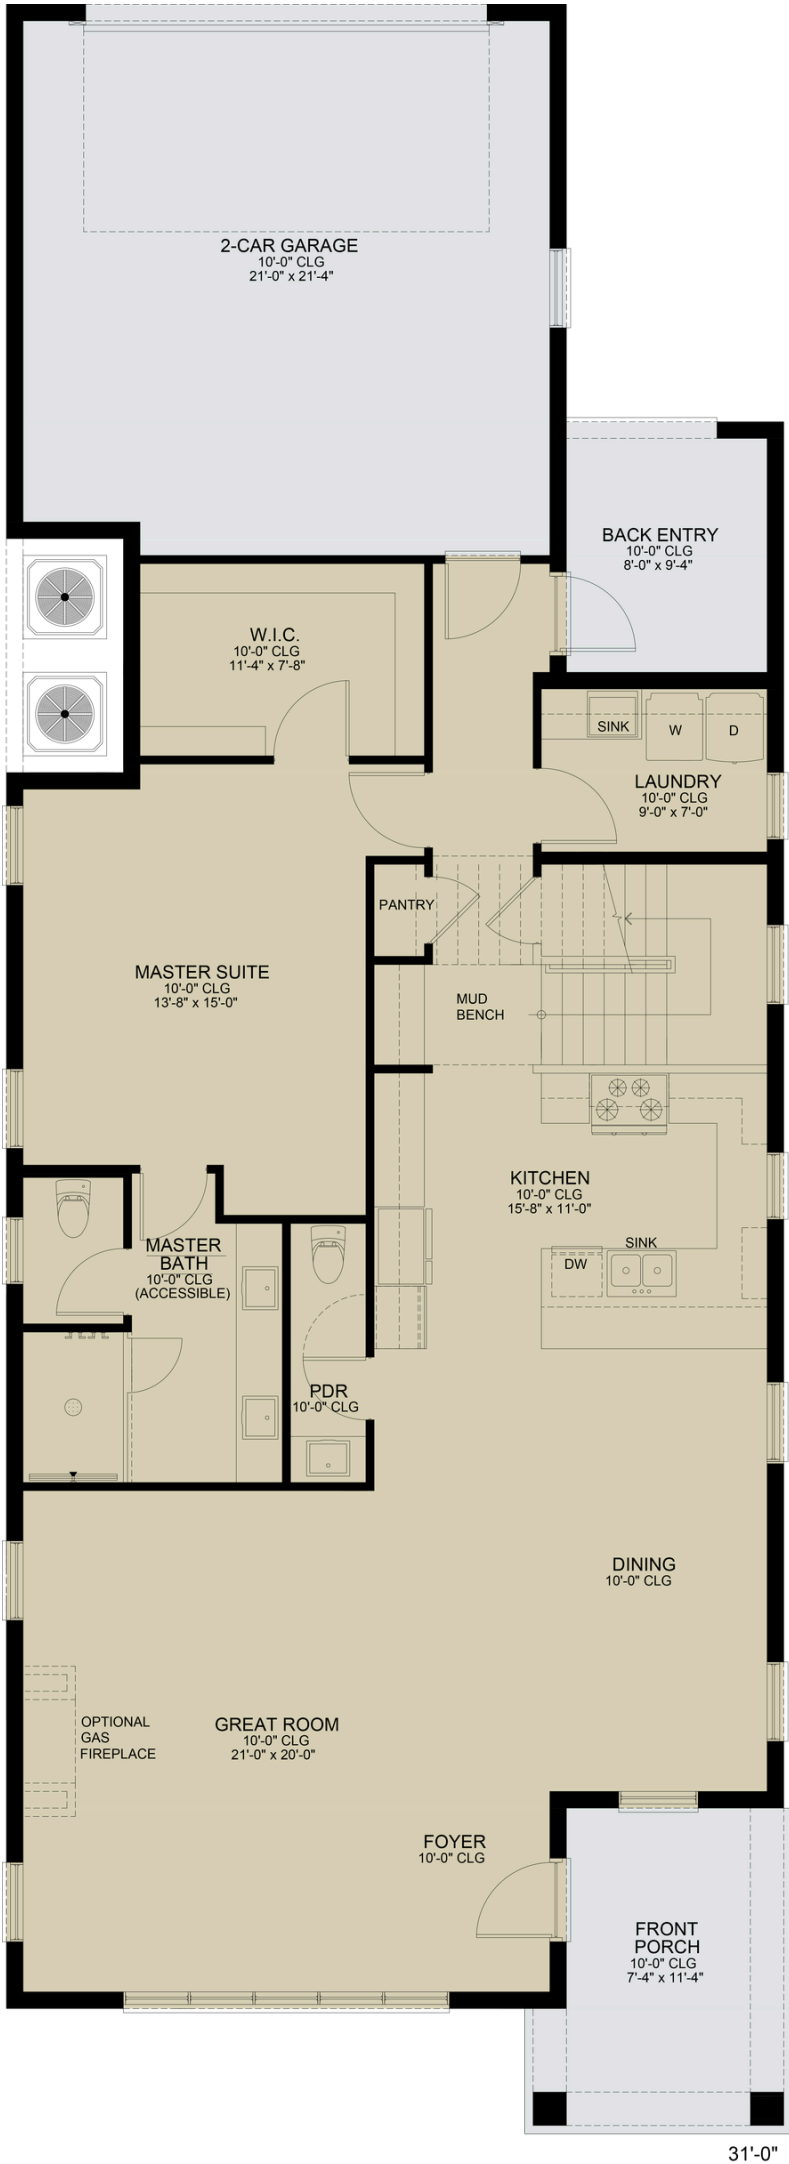 2-CAR GARAGE
10'-0" CLG
21'-0" x 21'-4"
BACK ENTRY
10'-0" CLG
8'-0" x 9'-4"
W.I.C.
10'-0" CLG
11'-4" x 7'-8"
SINK
W
D
LAUNDRY
10'-0" CLG
9'-0" x 7'-0"
PANTRY
MASTER SUITE
10'-0" CLG
13'-8" x 15'-0"
MUD
BENCH
KITCHEN
10'-0" CLG
15'-8" x 11'-0"
SINK
DW
MASTER
BATH
10'-0" CLG
(ACCESSIBLE)
PDR
10'-0" CLG
DINING
10'-0" CLG
OPTIONAL
GAS
FIREPLACE
GREAT ROOM
10'-0" CLG
21'-0" x 20'-0"
FOYER
10'-0" CLG
FRONT
PORCH
10'-0" CLG
7'-4" x 11'-4"
31'-0"